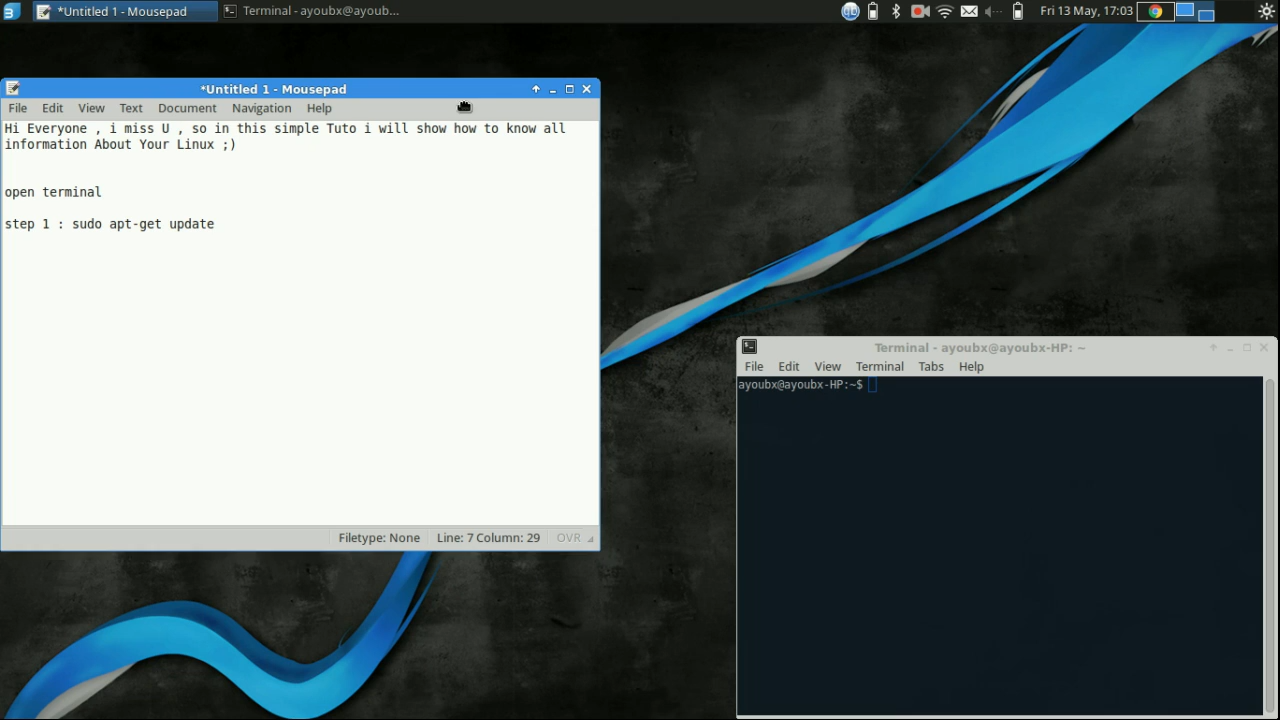 *Untitled 1 - Mousepad
Terminal - ayoubx@ayoub...
Fri 13 May, 17:03
*Untitled 1 - Mousepad
File Edit View Text Document Navigation Help
Hi Everyone , i miss U , so in this simple Tuto i will show how to know all
information About Your Linux ;)
open terminal
step 1 : sudo apt-get update
Filetype: None Line: 7 Column: 29 OVR
Terminal - ayoubx@ayoubx-HP: ~
File Edit View Terminal Tabs Help
ayoubx@ayoubx-HP:~$